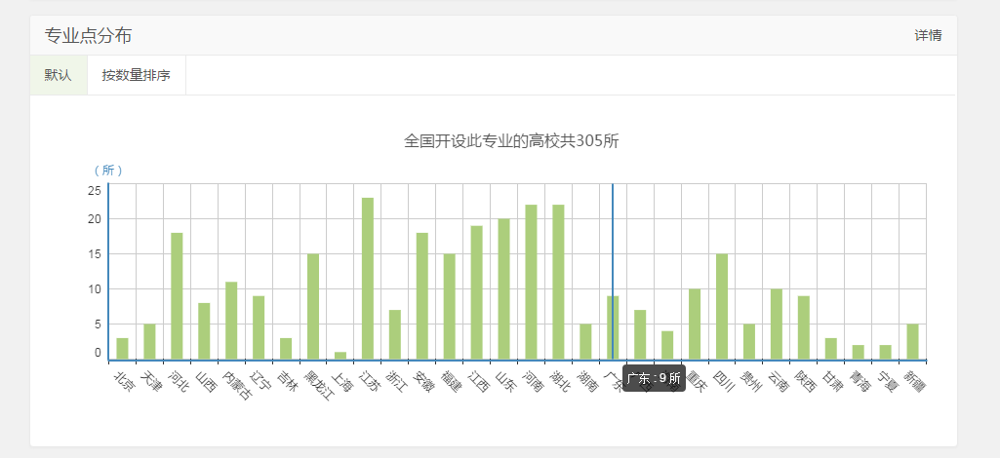 专业点分布
详情
默认
按数量排序
全国开设此专业的高校共305所
（所）
25
20
15
10
5
0
北京
天津
河北
山西
内蒙古
辽宁
吉林
黑龙江
上海
江苏
浙江
安徽
福建
江西
山东
河南
湖北
湖南
广东
重庆
四川
贵州
云南
陕西
甘肃
青海
宁夏
新疆
广东 : 9 所